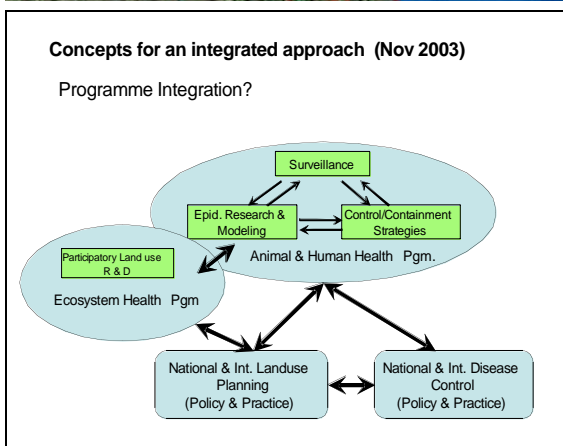 Concepts for an integrated approach (Nov 2003)
Programme Integration?
Surveillance
Epid. Research &
Modeling
Control/Containment
Strategies
Animal & Human Health Pgm.
Participatory Land use
R & D
Ecosystem Health Pgm
National & Int. Landuse
Planning
(Policy & Practice)
National & Int. Disease
Control
(Policy & Practice)